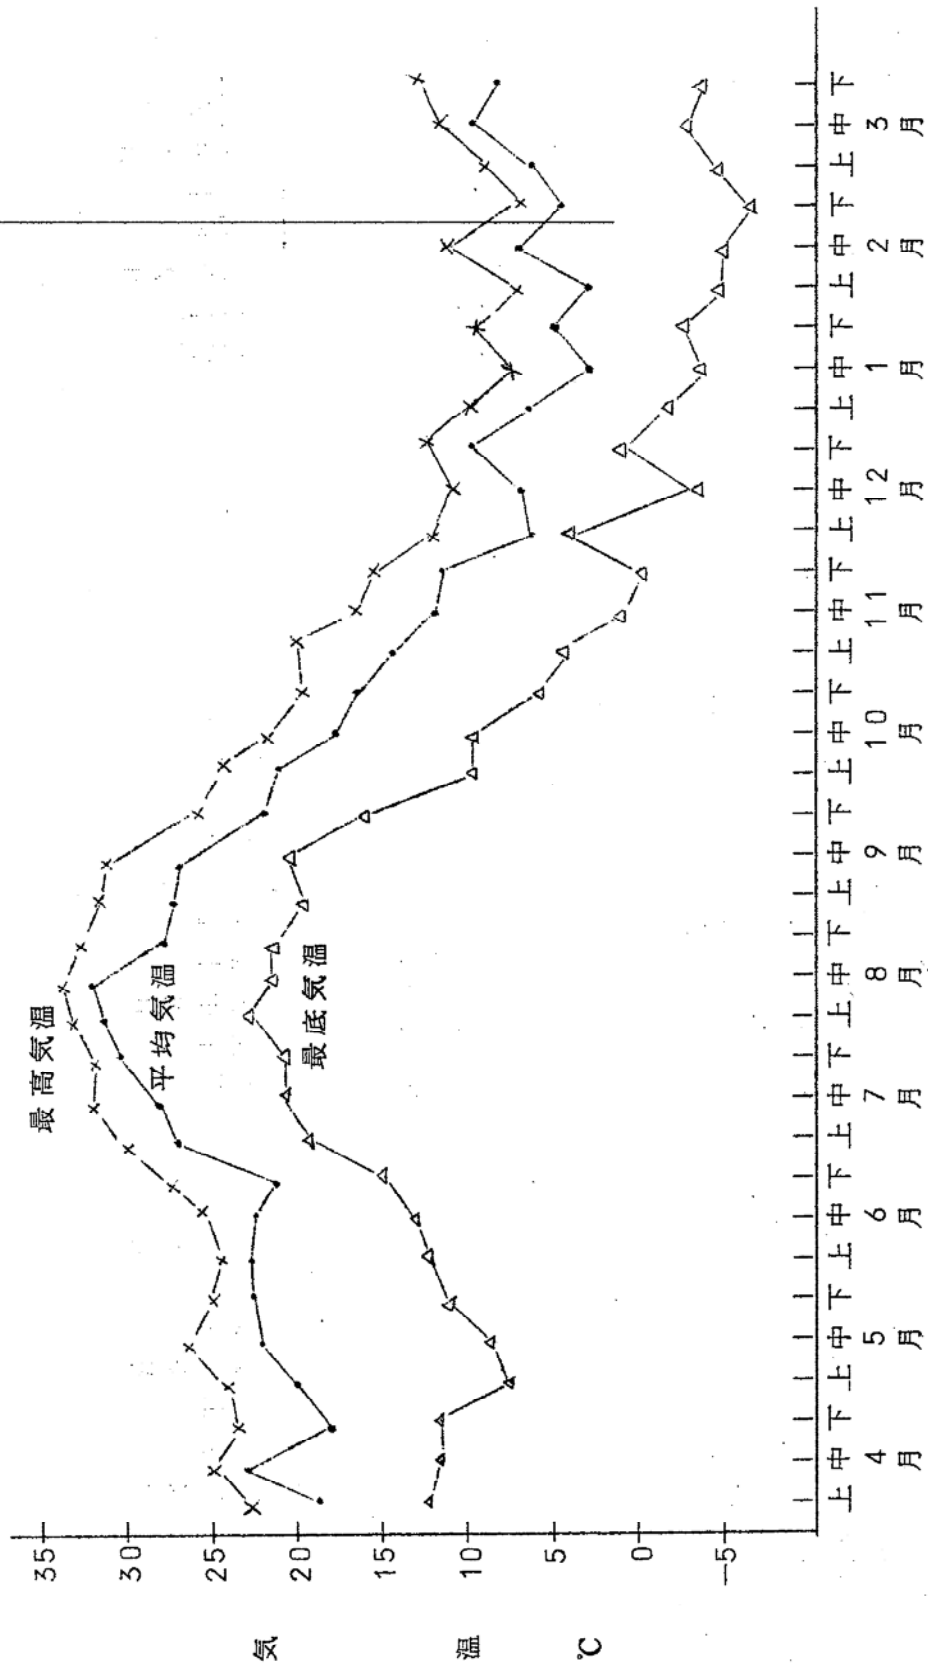 35
30
25
20
15
10
5
0
-5
気 温 ℃
最高気温
平均気温
最底気温
上 中 下 上 中 下 上 中 下 上 中 下 上 中 下 上 中 下 上 中 下 上 中 下 上 中 下 上 中 下 上 中 下 上 中 下
4 5 6 7 8 9 10 11 12 1 2 3
月 月 月 月 月 月 月 月 月 月 月 月